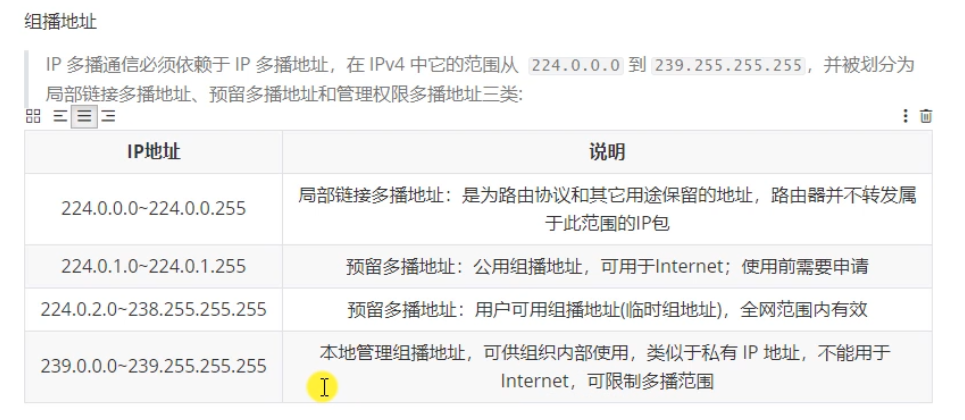 组播地址
IP 多播通信必须依赖于 IP 多播地址，在 IPv4 中它的范围从 224.0.0.0 到 239.255.255.255，并被划分为
局部链接多播地址、预留多播地址和管理权限多播地址三类:
IP地址 说明
224.0.0.0~224.0.0.255 局部链接多播地址：是为路由协议和其它用途保留的地址，路由器并不转发属
于此范围的IP包
224.0.1.0~224.0.1.255 预留多播地址：公用组播地址，可用于Internet；使用前需要申请
224.0.2.0~238.255.255.255 预留多播地址：用户可用组播地址(临时组地址)，全网范围内有效
239.0.0.0~239.255.255.255 本地管理组播地址，可供组织内部使用，类似于私有 IP 地址，不能用于
Internet，可限制多播范围